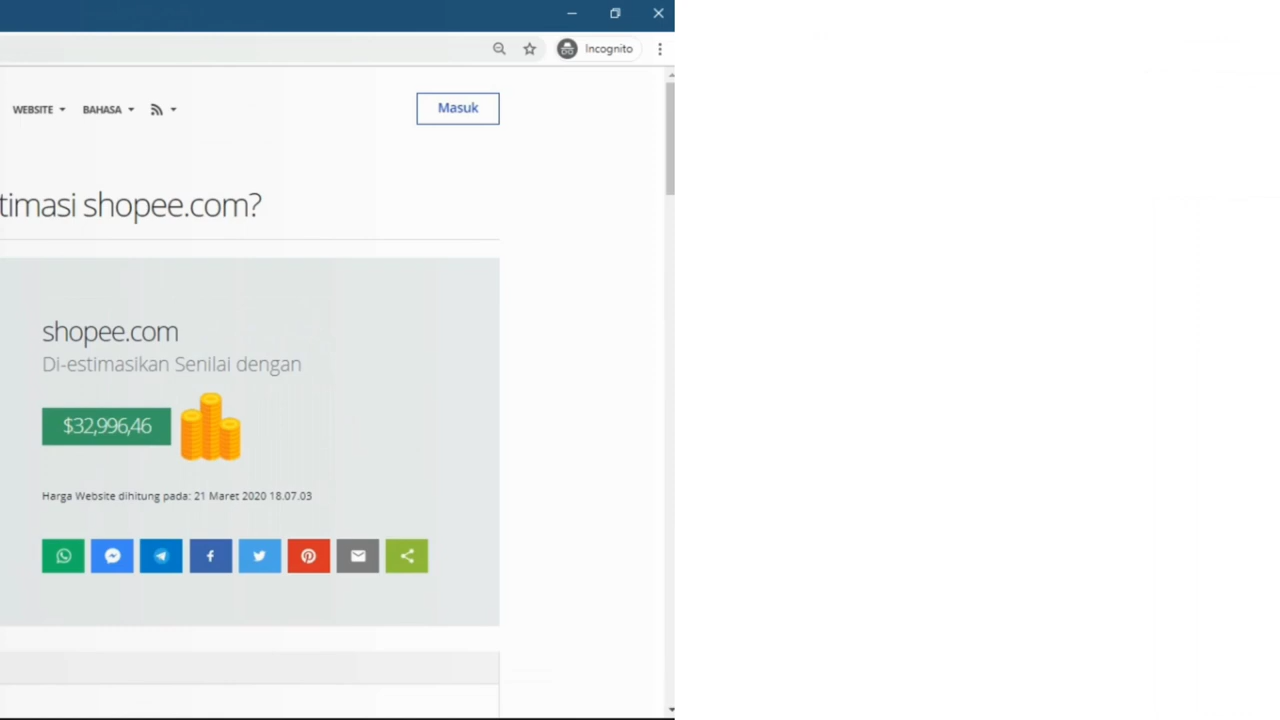 Incognito
WEBSITE BAHASA
Masuk
timasi shopee.com?
shopee.com
Di-estimasikan Senilai dengan
$32,996,46
Harga Website dihitung pada: 21 Maret 2020 18.07.03